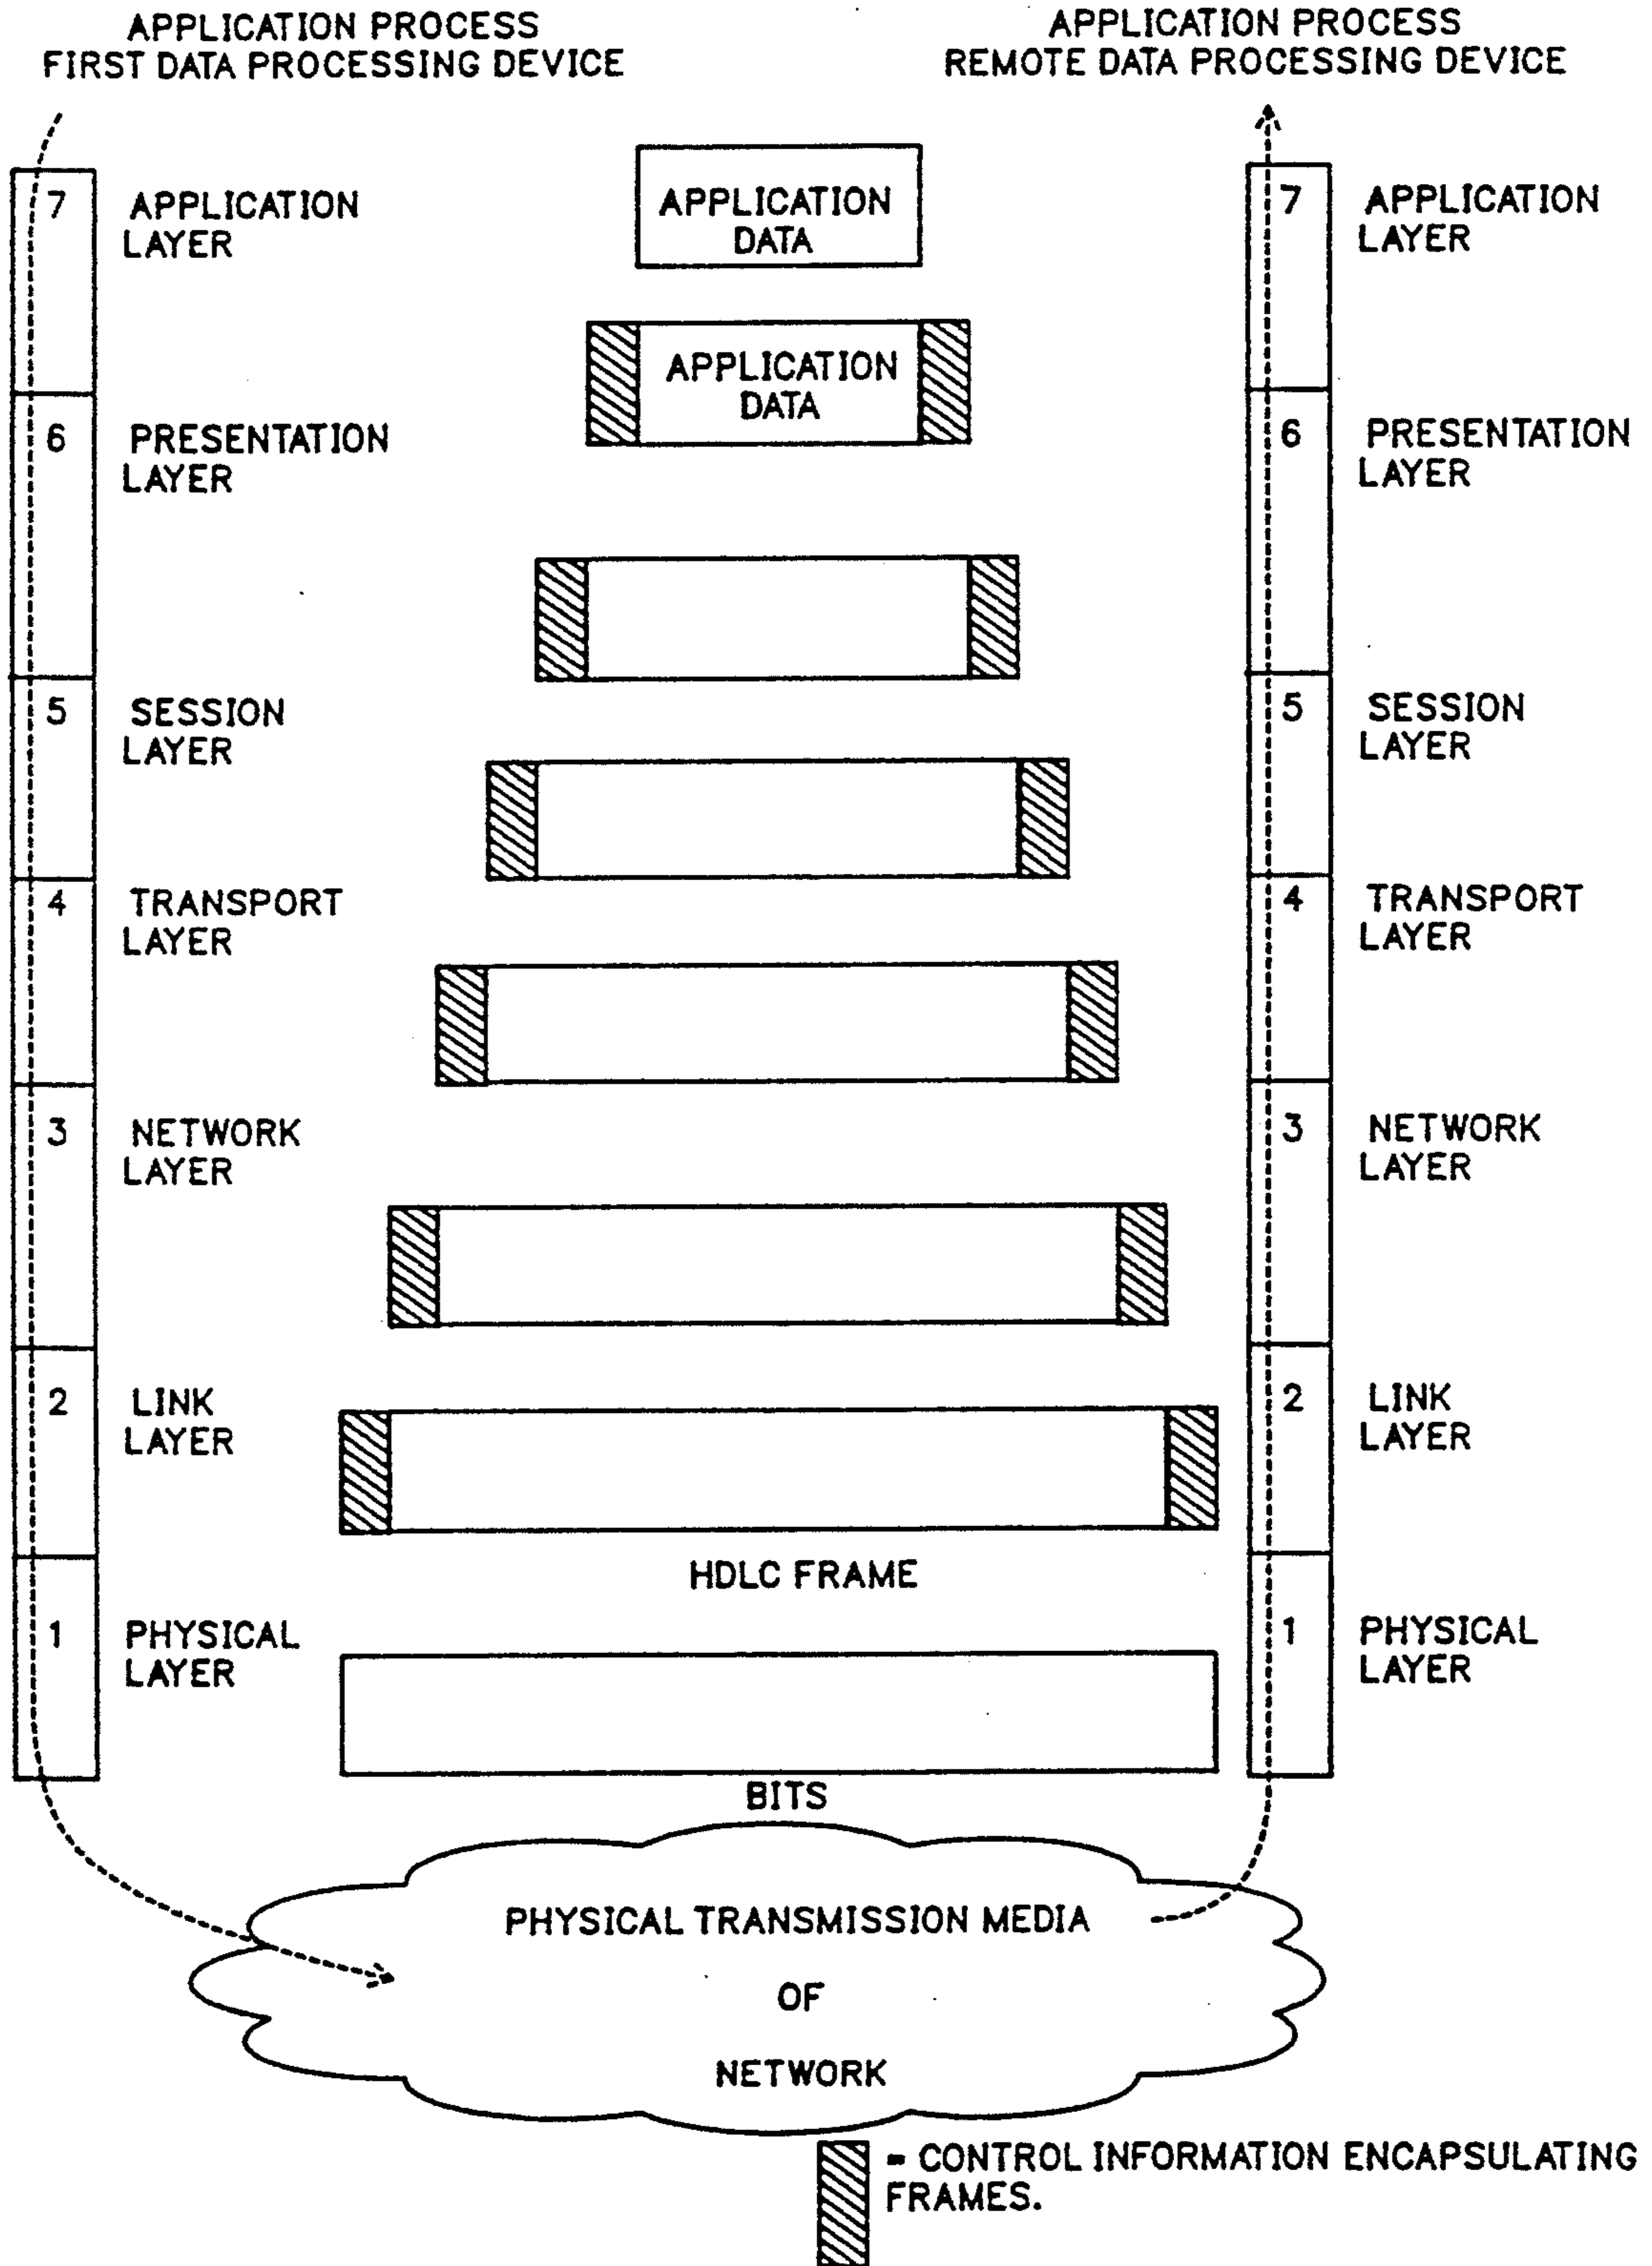 APPLICATION PROCESS
FIRST DATA PROCESSING DEVICE
APPLICATION PROCESS
REMOTE DATA PROCESSING DEVICE
7
APPLICATION
LAYER
APPLICATION
DATA
7
APPLICATION
LAYER
APPLICATION
DATA
6
PRESENTATION
LAYER
6
PRESENTATION
LAYER
5
SESSION
LAYER
5
SESSION
LAYER
4
TRANSPORT
LAYER
4
TRANSPORT
LAYER
3
NETWORK
LAYER
3
NETWORK
LAYER
2
LINK
LAYER
2
LINK
LAYER
HDLC FRAME
1
PHYSICAL
LAYER
1
PHYSICAL
LAYER
BITS
PHYSICAL TRANSMISSION MEDIA
OF
NETWORK
= CONTROL INFORMATION ENCAPSULATING
FRAMES.